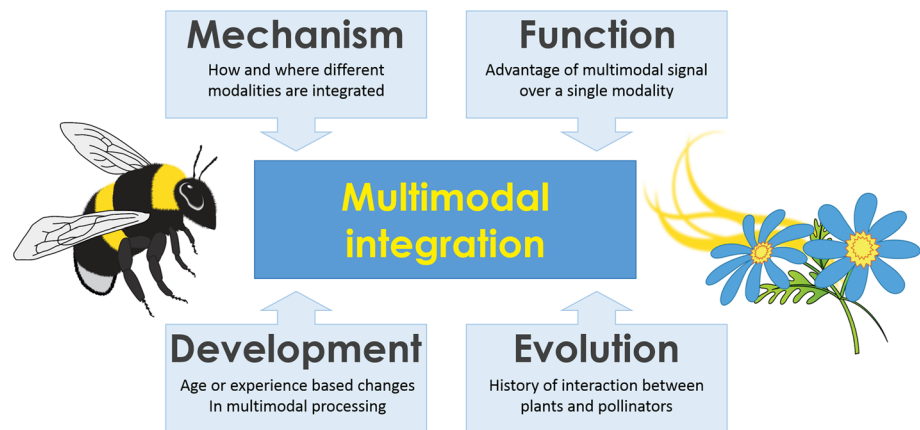 Mechanism
How and where different
modalities are integrated
Function
Advantage of multimodal signal
over a single modality
Multimodal
integration
Development
Age or experience based changes
In multimodal processing
Evolution
History of interaction between
plants and pollinators